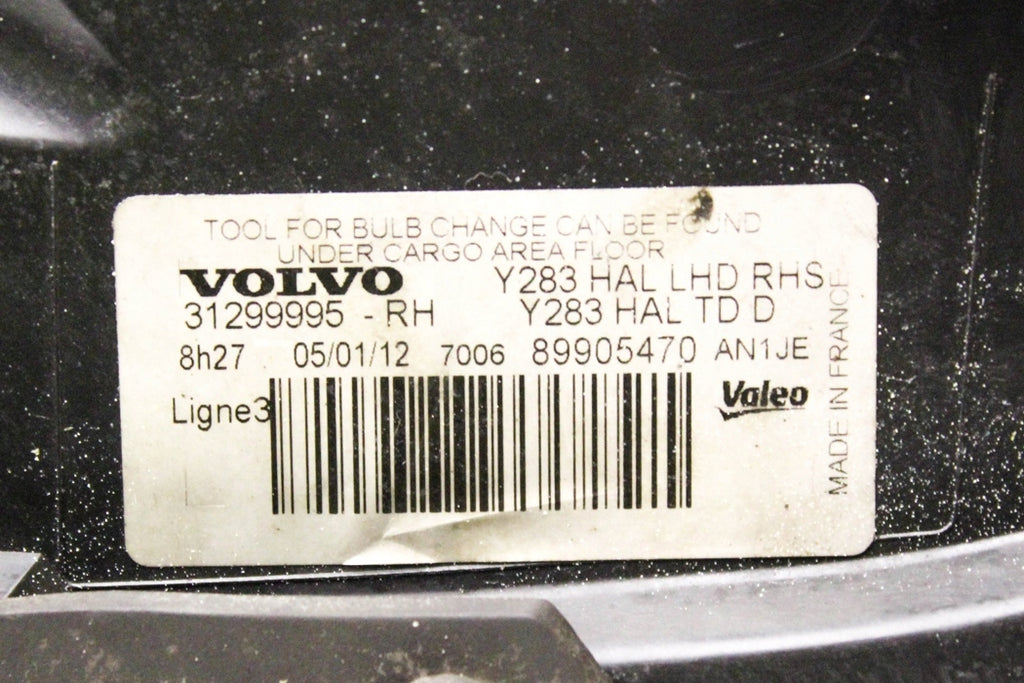 TOOL FOR BULB CHANGE CAN BE FOUND
UNDER CARGO AREA FLOOR
VOLVO Y283 HAL LHD RHS
31299995 - RH Y283 HAL TD D
8h27 05/01/12 7006 89905470 AN1JE
Ligne3
Valeo
MADE IN FRANCE